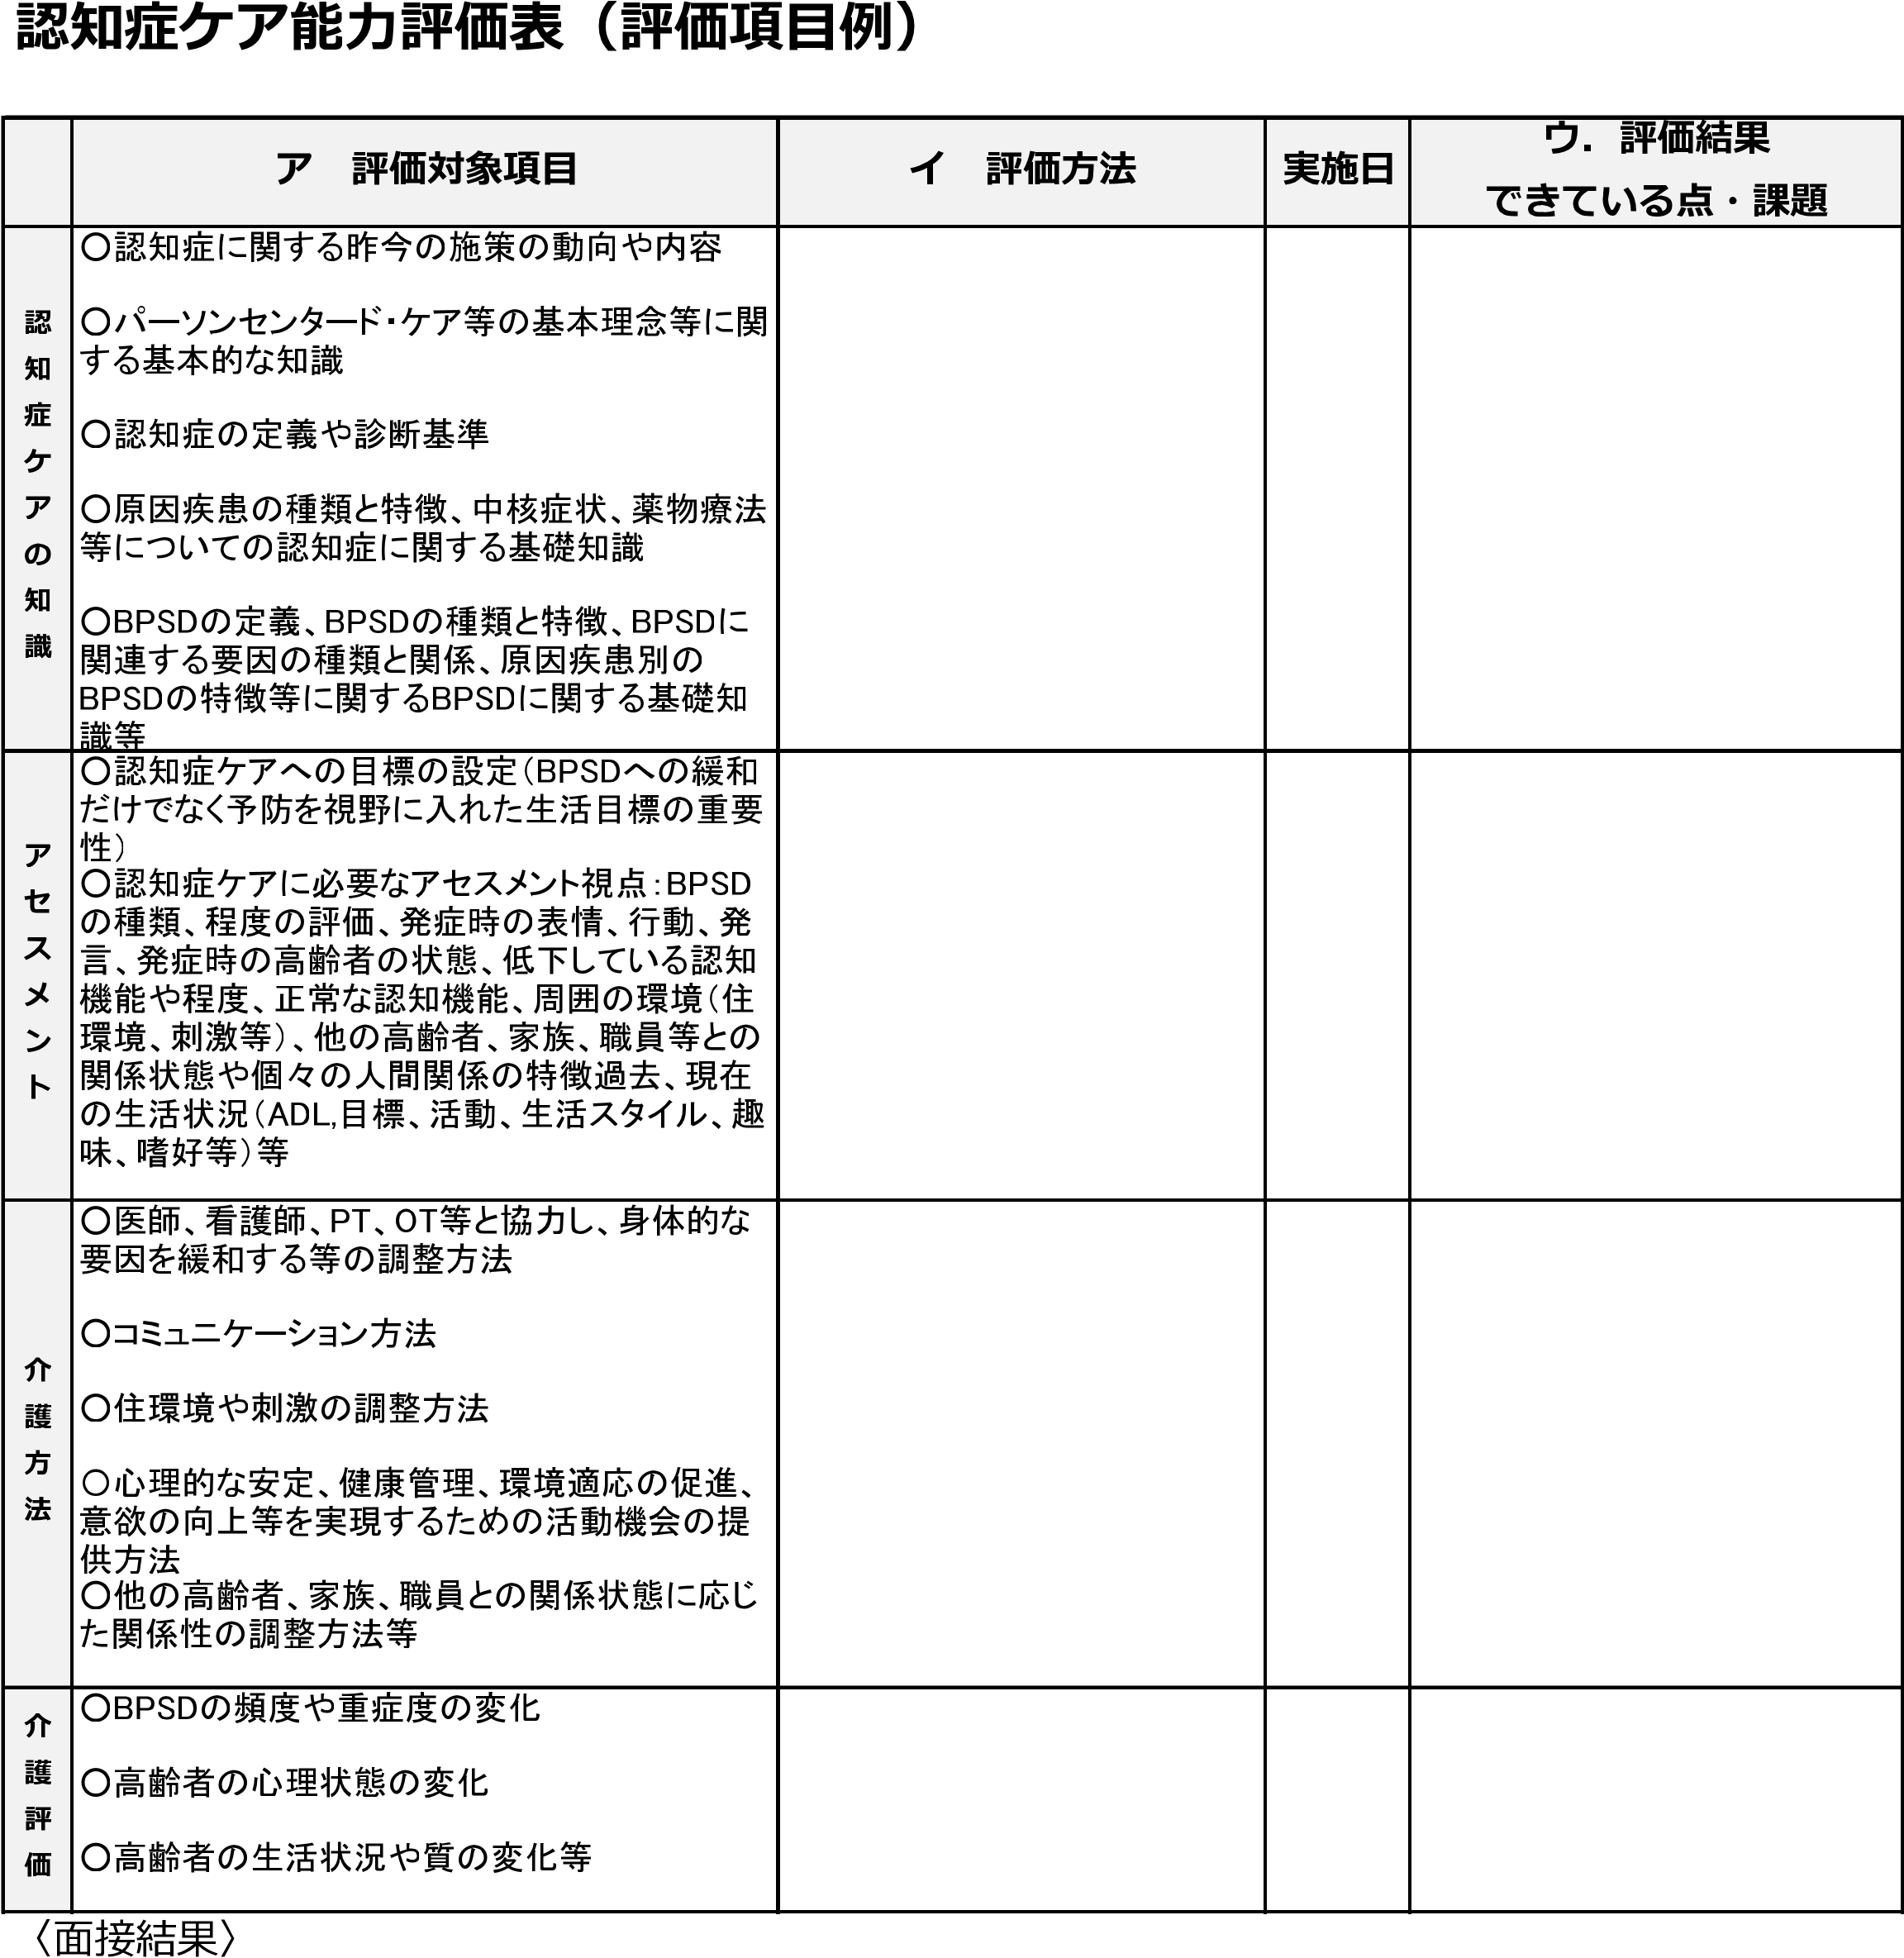 認知症ケア能力評価表（評価項目例）
ア　評価対象項目
イ　評価方法
実施日
ウ．評価結果
できている点・課題
認知症ケアの知識
〇認知症に関する昨今の施策の動向や内容
〇パーソンセンタード・ケア等の基本理念等に関
する基本的な知識
〇認知症の定義や診断基準
〇原因疾患の種類と特徴、中核症状、薬物療法
等についての認知症に関する基礎知識
〇BPSDの定義、BPSDの種類と特徴、BPSDに
関連する要因の種類と関係、原因疾患別の
BPSDの特徴等に関するBPSDに関する基礎知
識等
アセスメント
〇認知症ケアへの目標の設定（BPSDへの緩和
だけでなく予防を視野に入れた生活目標の重要
性）
〇認知症ケアに必要なアセスメント視点：BPSD
の種類、程度の評価、発症時の表情、行動、発
言、発症時の高齢者の状態、低下している認知
機能や程度、正常な認知機能、周囲の環境（住
環境、刺激等）、他の高齢者、家族、職員等との
関係状態や個々の人間関係の特徴過去、現在
の生活状況（ADL,目標、活動、生活スタイル、趣
味、嗜好等）等
介護方法
〇医師、看護師、PT、OT等と協力し、身体的な
要因を緩和する等の調整方法
〇コミュニケーション方法
〇住環境や刺激の調整方法
〇心理的な安定、健康管理、環境適応の促進、
意欲の向上等を実現するための活動機会の提
供方法
〇他の高齢者、家族、職員との関係状態に応じ
た関係性の調整方法等
介護評価
〇BPSDの頻度や重症度の変化
〇高齢者の心理状態の変化
〇高齢者の生活状況や質の変化等
〈面接結果〉